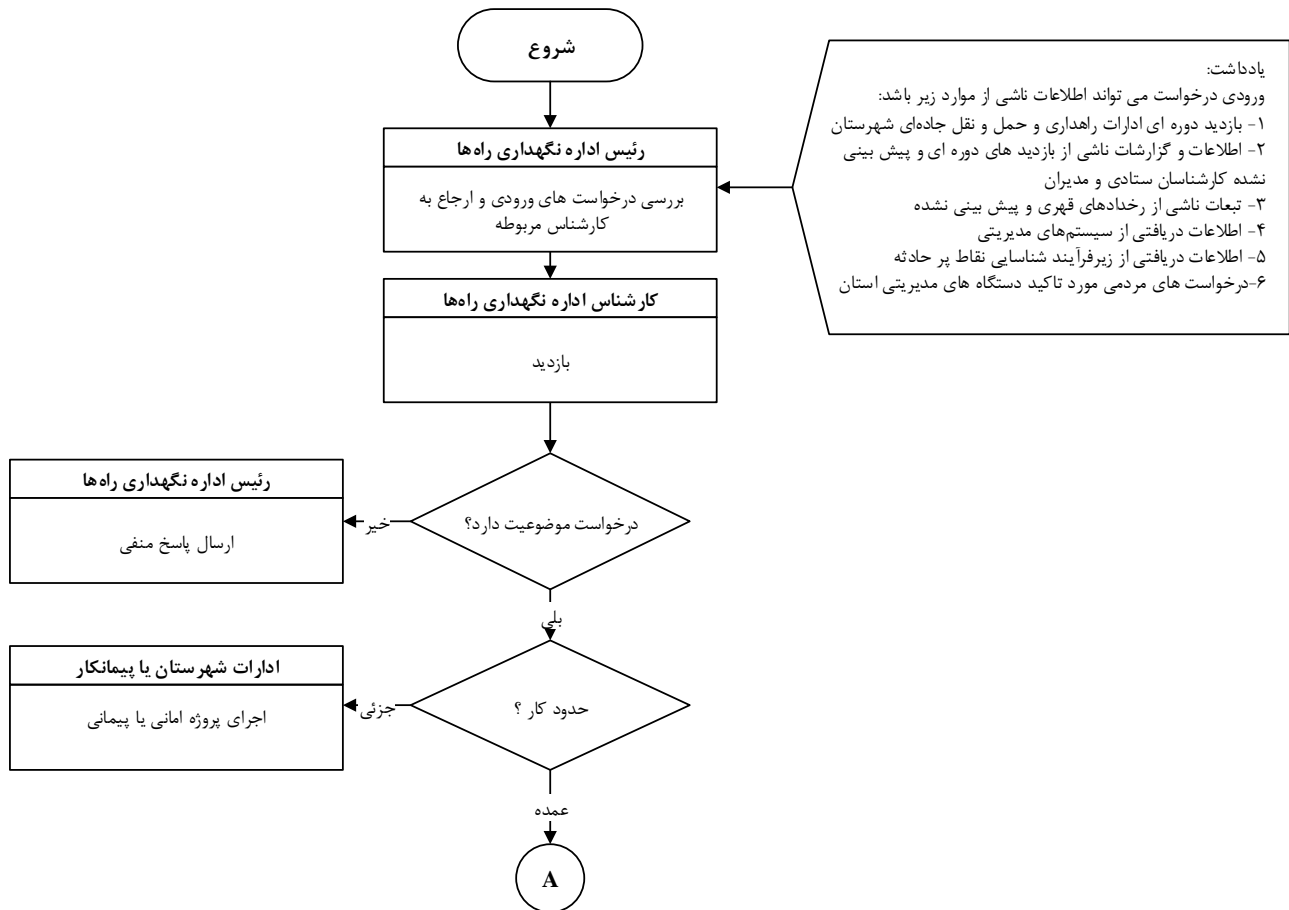 شروع
یادداشت:
ورودی درخواست می تواند اطلاعات ناشی از موارد زیر باشد:
۱- بازدید دوره ای ادارات راهداری و حمل و نقل جاده‌ای شهرستان
۲- اطلاعات و گزارشات ناشی از بازدید های دوره ای و پیش بینی
نشده کارشناسان ستادی و مدیران
۳- تبعات ناشی از رخدادهای قهری و پیش بینی نشده
۴- اطلاعات دریافتی از سیستم‌های مدیریتی
۵- اطلاعات دریافتی از زیرفرآیند شناسایی نقاط پر حادثه
۶-درخواست های مردمی مورد تاکید دستگاه های مدیریتی استان
رئیس اداره نگهداری راه‌ها
بررسی درخواست های ورودی و ارجاع به
کارشناس مربوطه
کارشناس اداره نگهداری راه‌ها
بازدید
درخواست موضوعیت دارد؟
خیر
رئیس اداره نگهداری راه‌ها
ارسال پاسخ منفی
بلی
حدود کار ؟
جزئی
ادارات شهرستان یا پیمانکار
اجرای پروژه امانی یا پیمانی
عمده
A